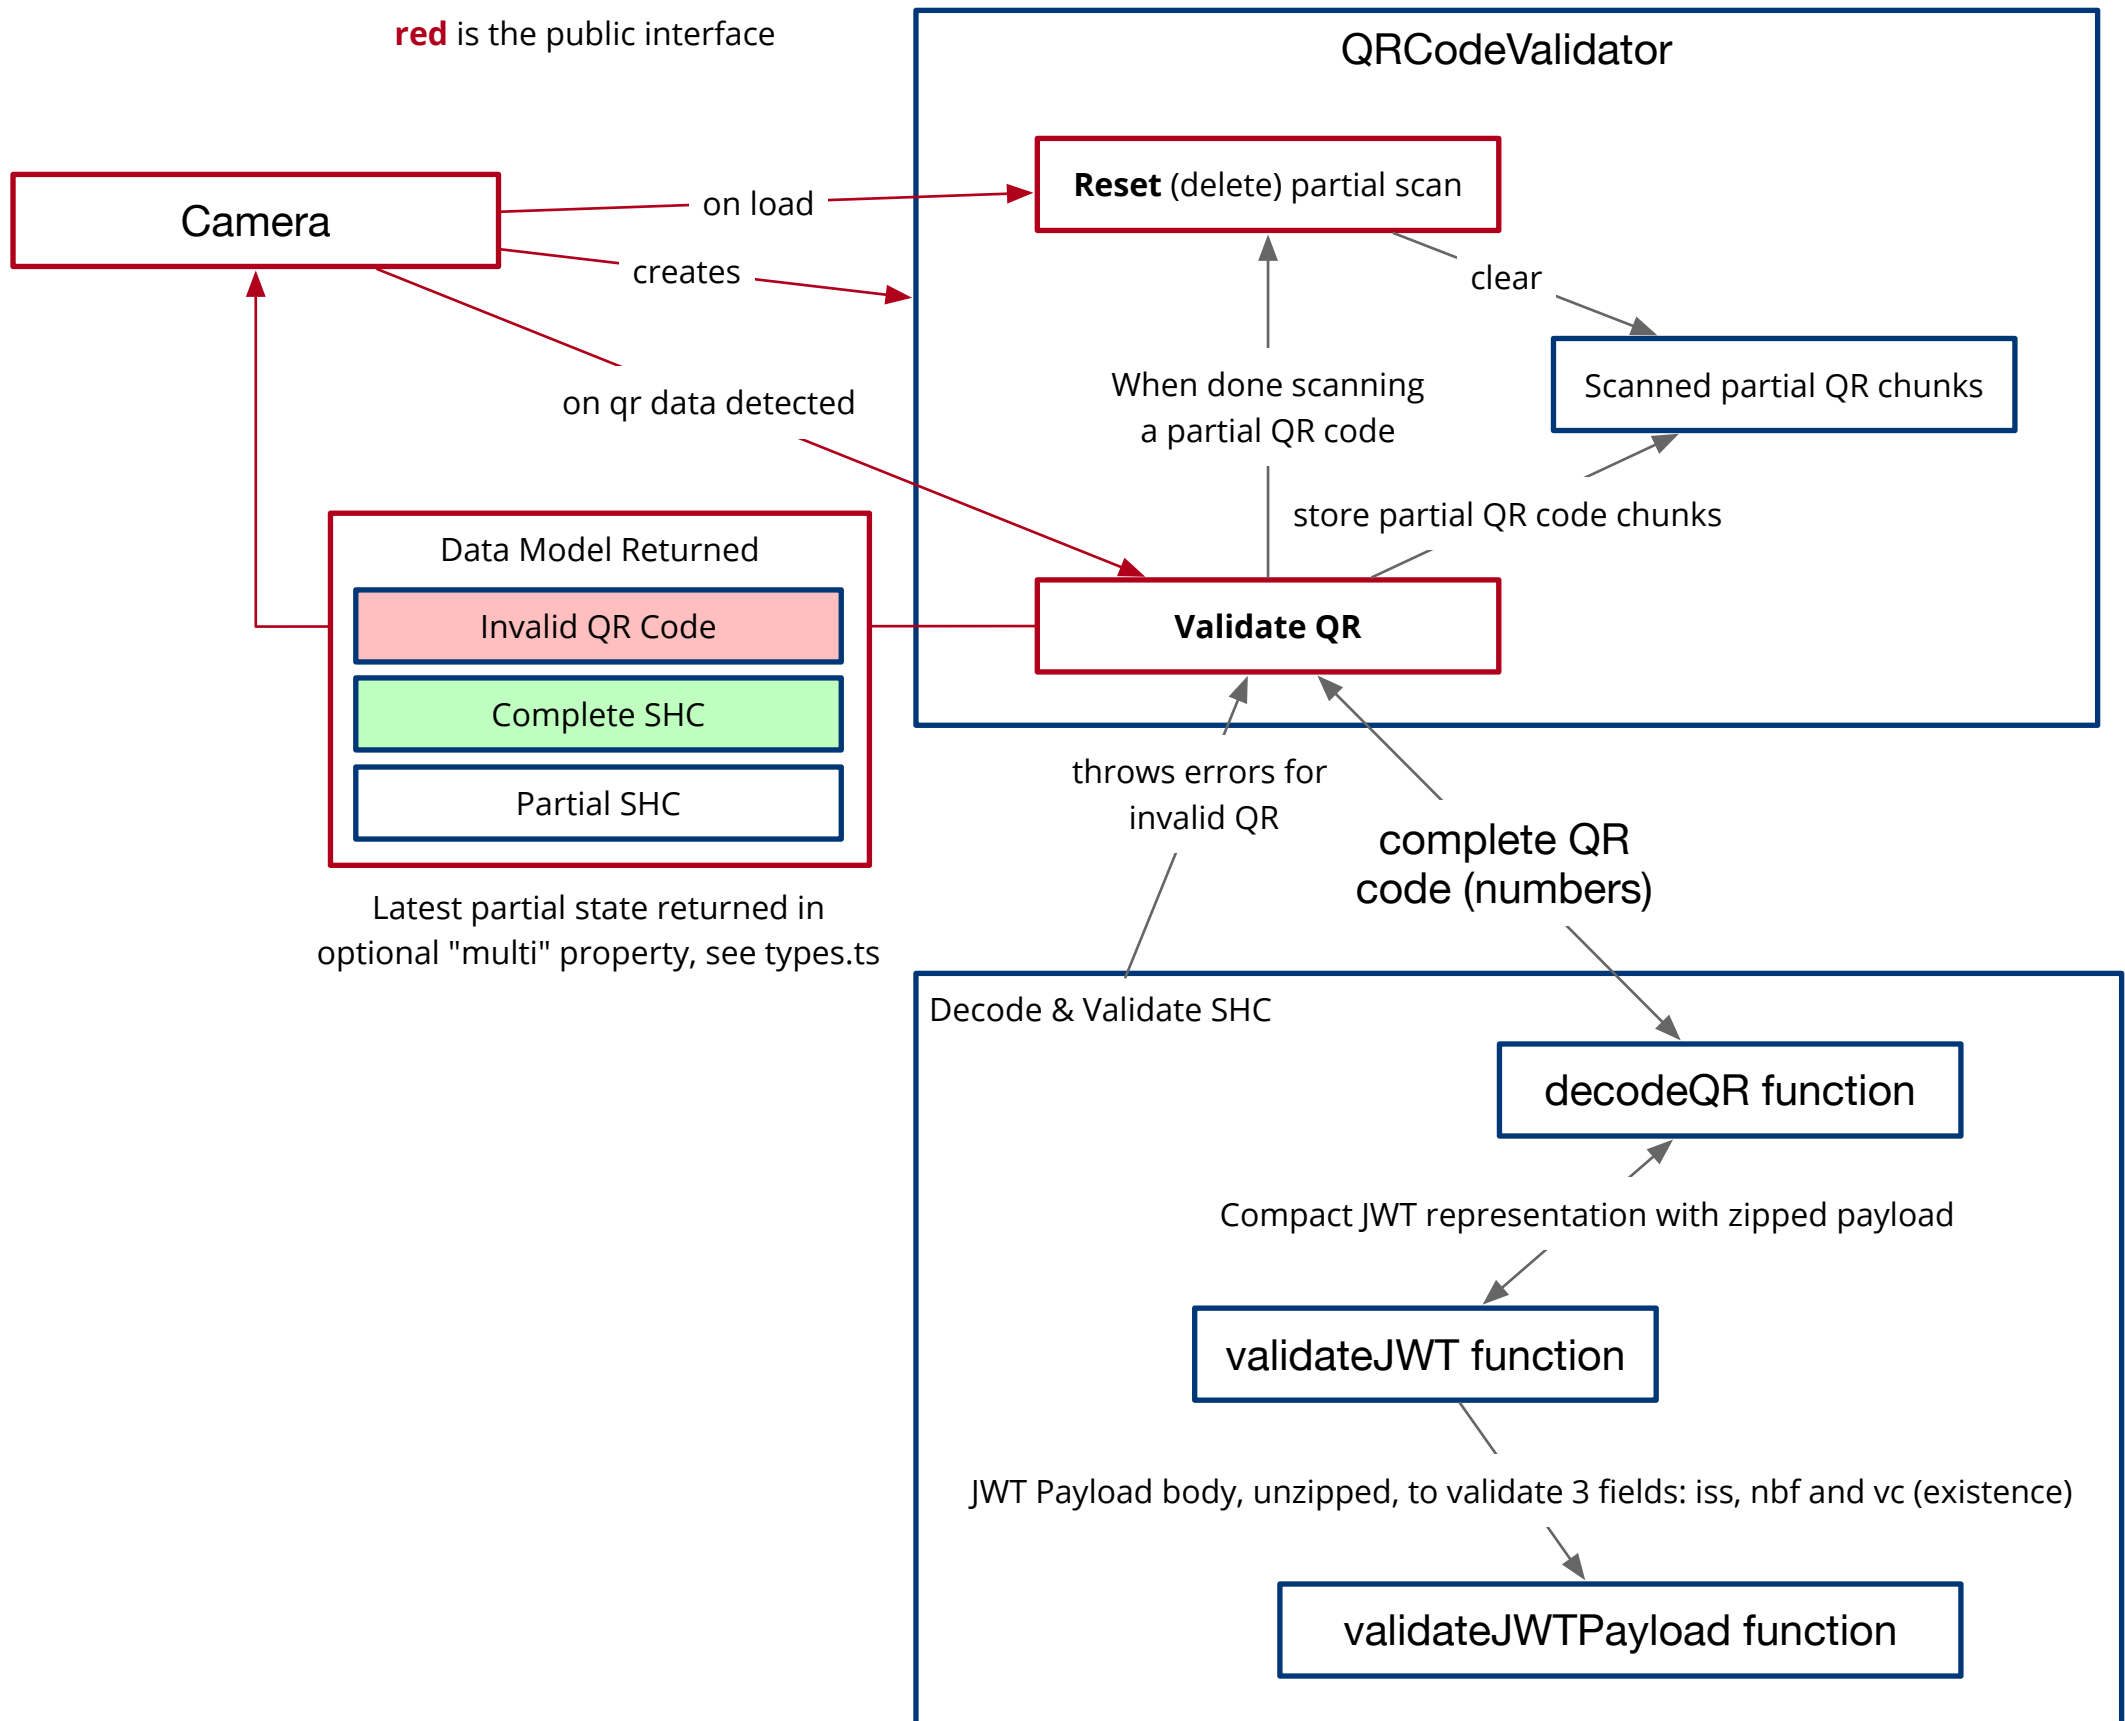 red is the public interface
QRCodeValidator
Reset (delete) partial scan
Camera
on load
creates
clear
When done scanning
a partial QR code
Scanned partial QR chunks
on qr data detected
store partial QR code chunks
Data Model Returned
Invalid QR Code
Validate QR
Complete SHC
Partial SHC
throws errors for
invalid QR
complete QR
code (numbers)
Latest partial state returned in
optional "multi" property, see types.ts
Decode & Validate SHC
decodeQR function
Compact JWT representation with zipped payload
validateJWT function
JWT Payload body, unzipped, to validate 3 fields: iss, nbf and vc (existence)
validateJWTPayload function